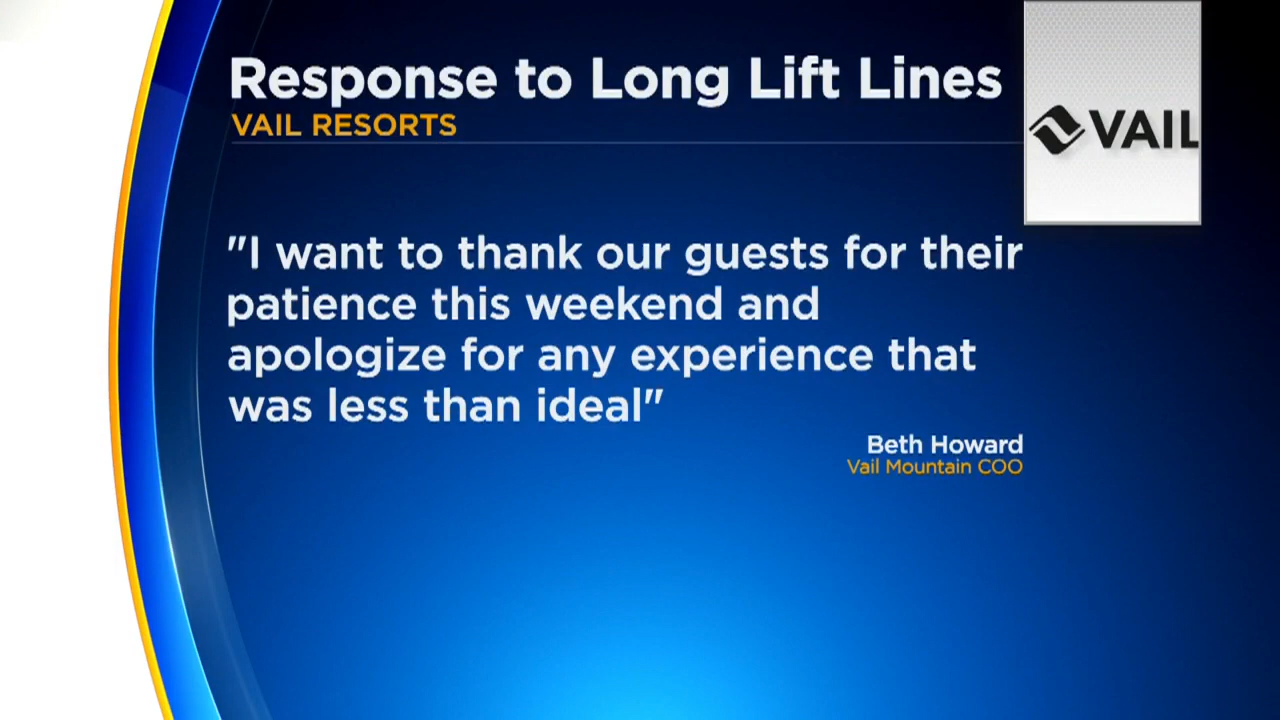 Response to Long Lift Lines
VAIL RESORTS
VAIL
"I want to thank our guests for their
patience this weekend and
apologize for any experience that
was less than ideal"
Beth Howard
Vail Mountain COO